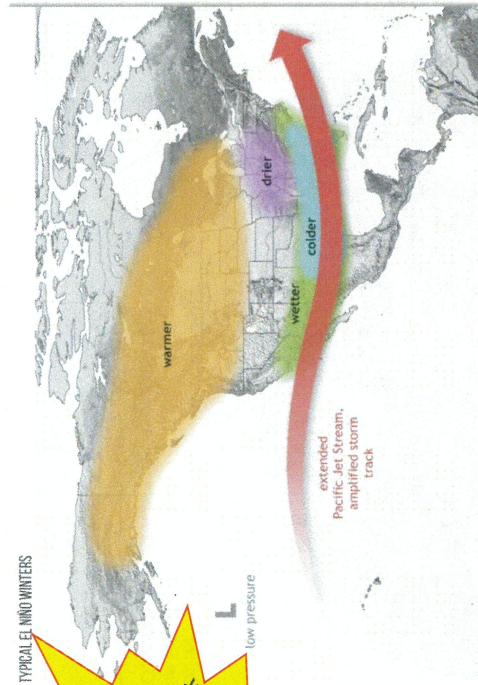 TYPICAL EL NIÑO WINTERS
warmer
drier
colder
wetter
L
low pressure
extended
Pacific Jet Stream,
amplified storm
track